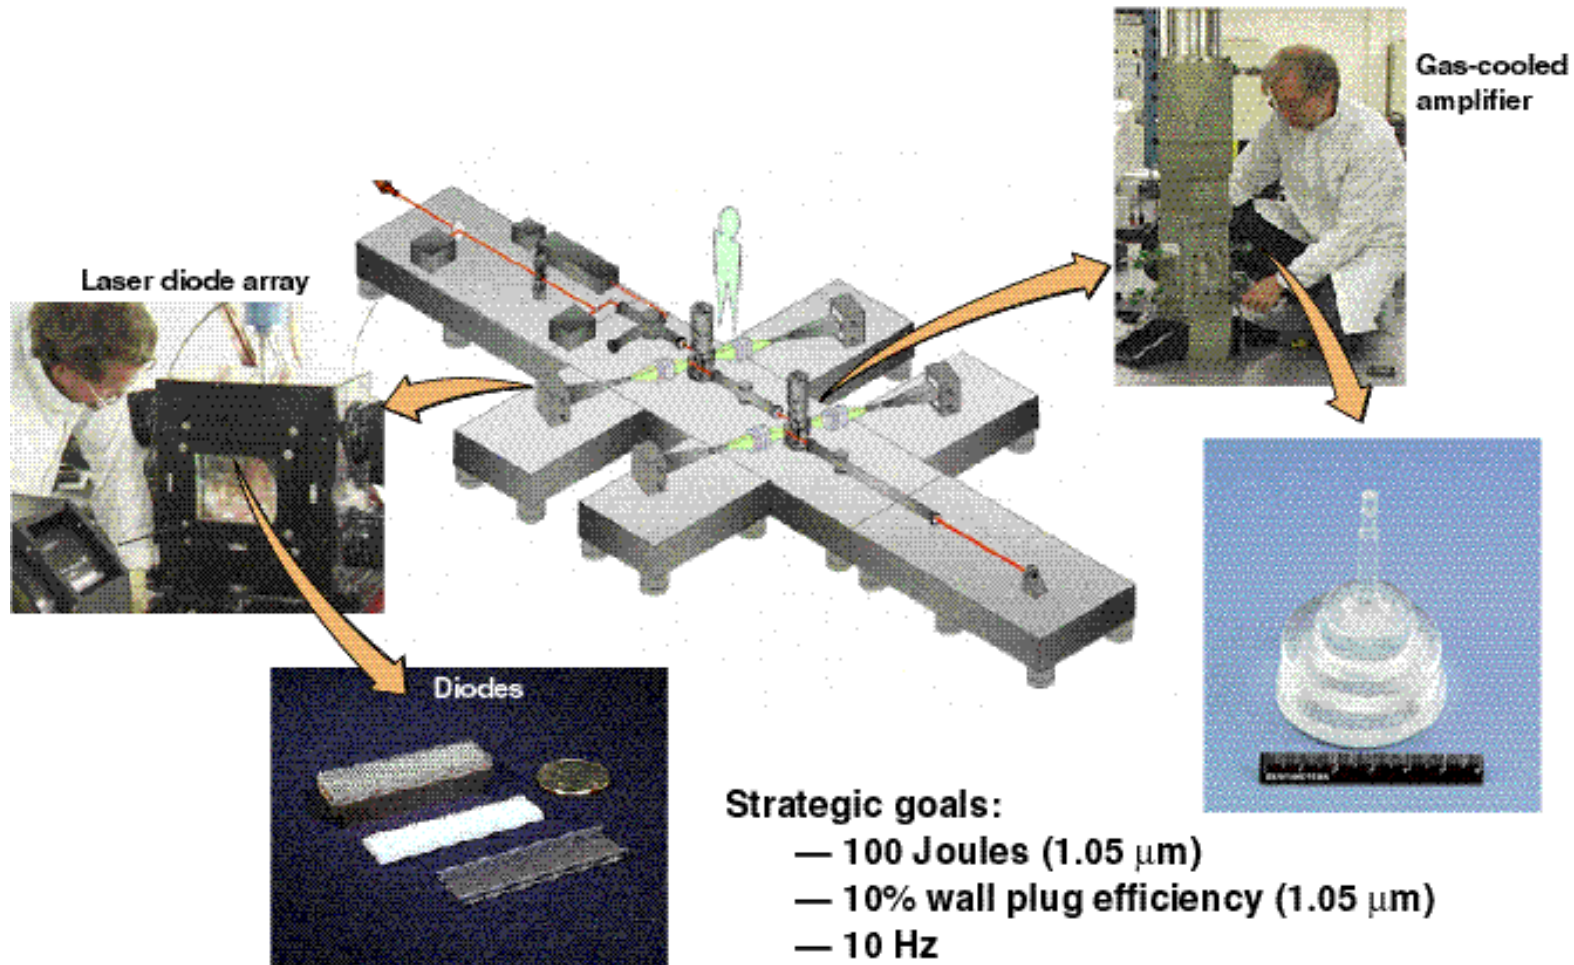 Gas-cooled
amplifier
Laser diode array
Diodes
Strategic goals:
— 100 Joules (1.05 μm)
— 10% wall plug efficiency (1.05 μm)
— 10 Hz